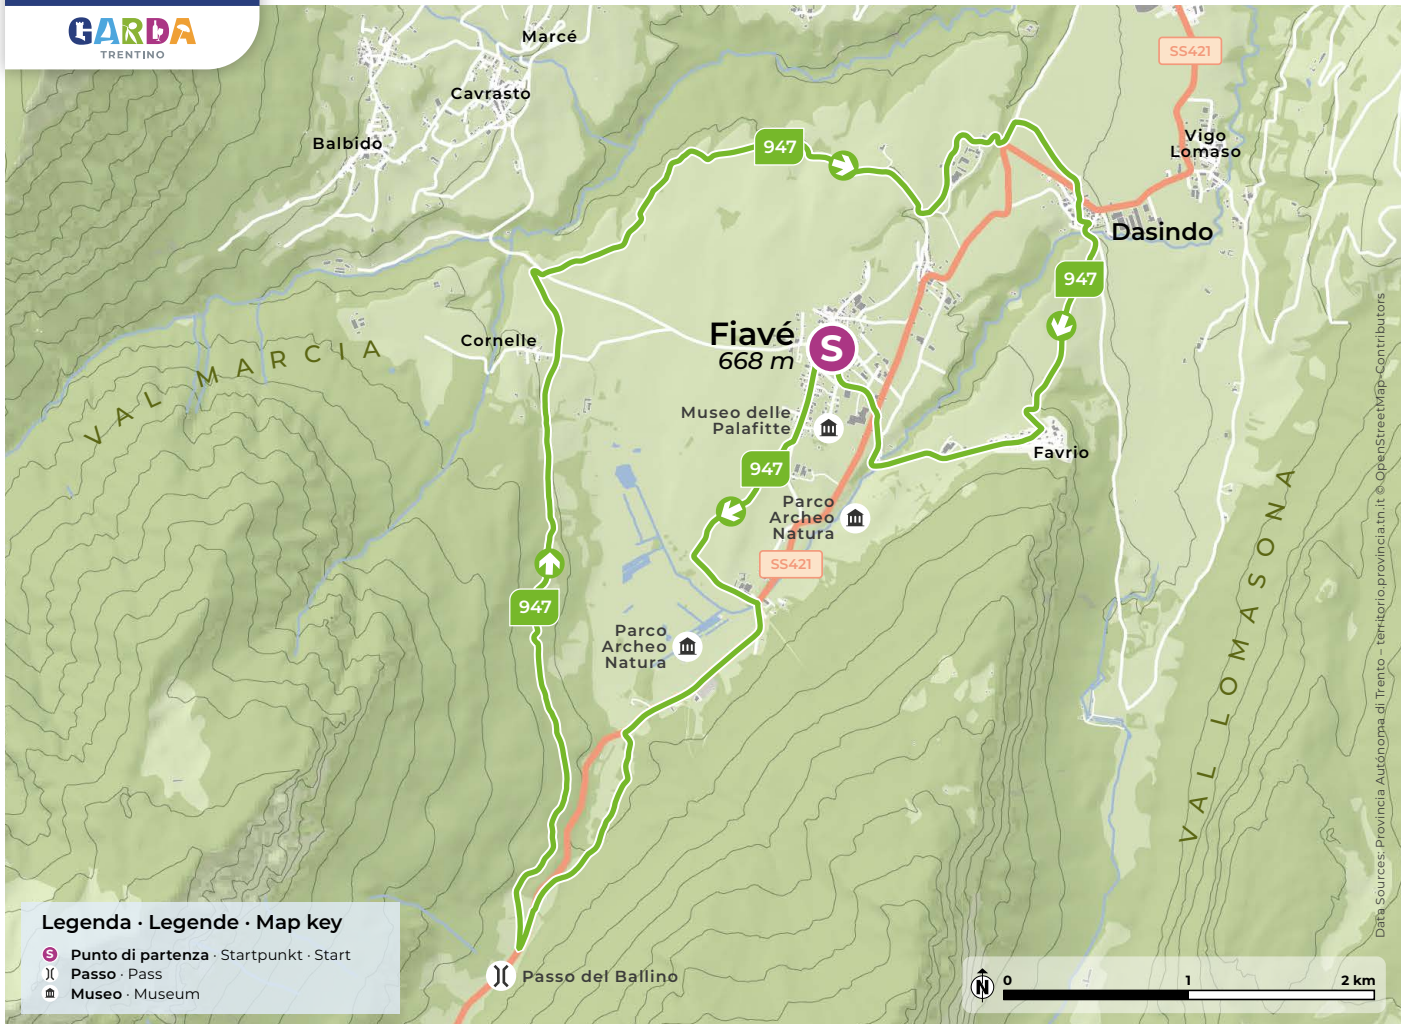 GARDA
TRENTINO
Marcé
Cavrasto
Balbido
SS421
Vigo
Lomaso
947
Dasindo
947
VAL MARCIA
Cornelle
Fiavé
668 m
S
Museo delle
Palafitte
947
Favrio
Parco
Archeo
Natura
SS421
947
Parco
Archeo
Natura
VAL LOMASONA
Data Sources: Provincia Autónoma di Trento – territorio.provincia.tn.it © OpenStreetMap-Contributors
Legenda · Legende · Map key
S Punto di partenza · Startpunkt · Start
Passo · Pass
Museo · Museum
Passo del Ballino
N
0 1 2 km